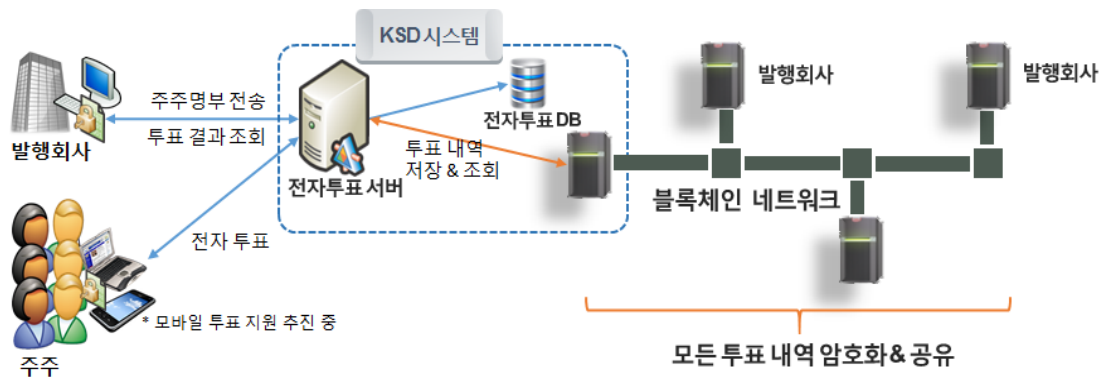 KSD 시스템
주주명부 전송
투표 결과 조회
발행회사
전자투표 서버
전자투표 DB
투표 내역
저장 & 조회
발행회사
발행회사
블록체인 네트워크
전자 투표
* 모바일 투표 지원 추진 중
주주
모든 투표 내역 암호화 & 공유